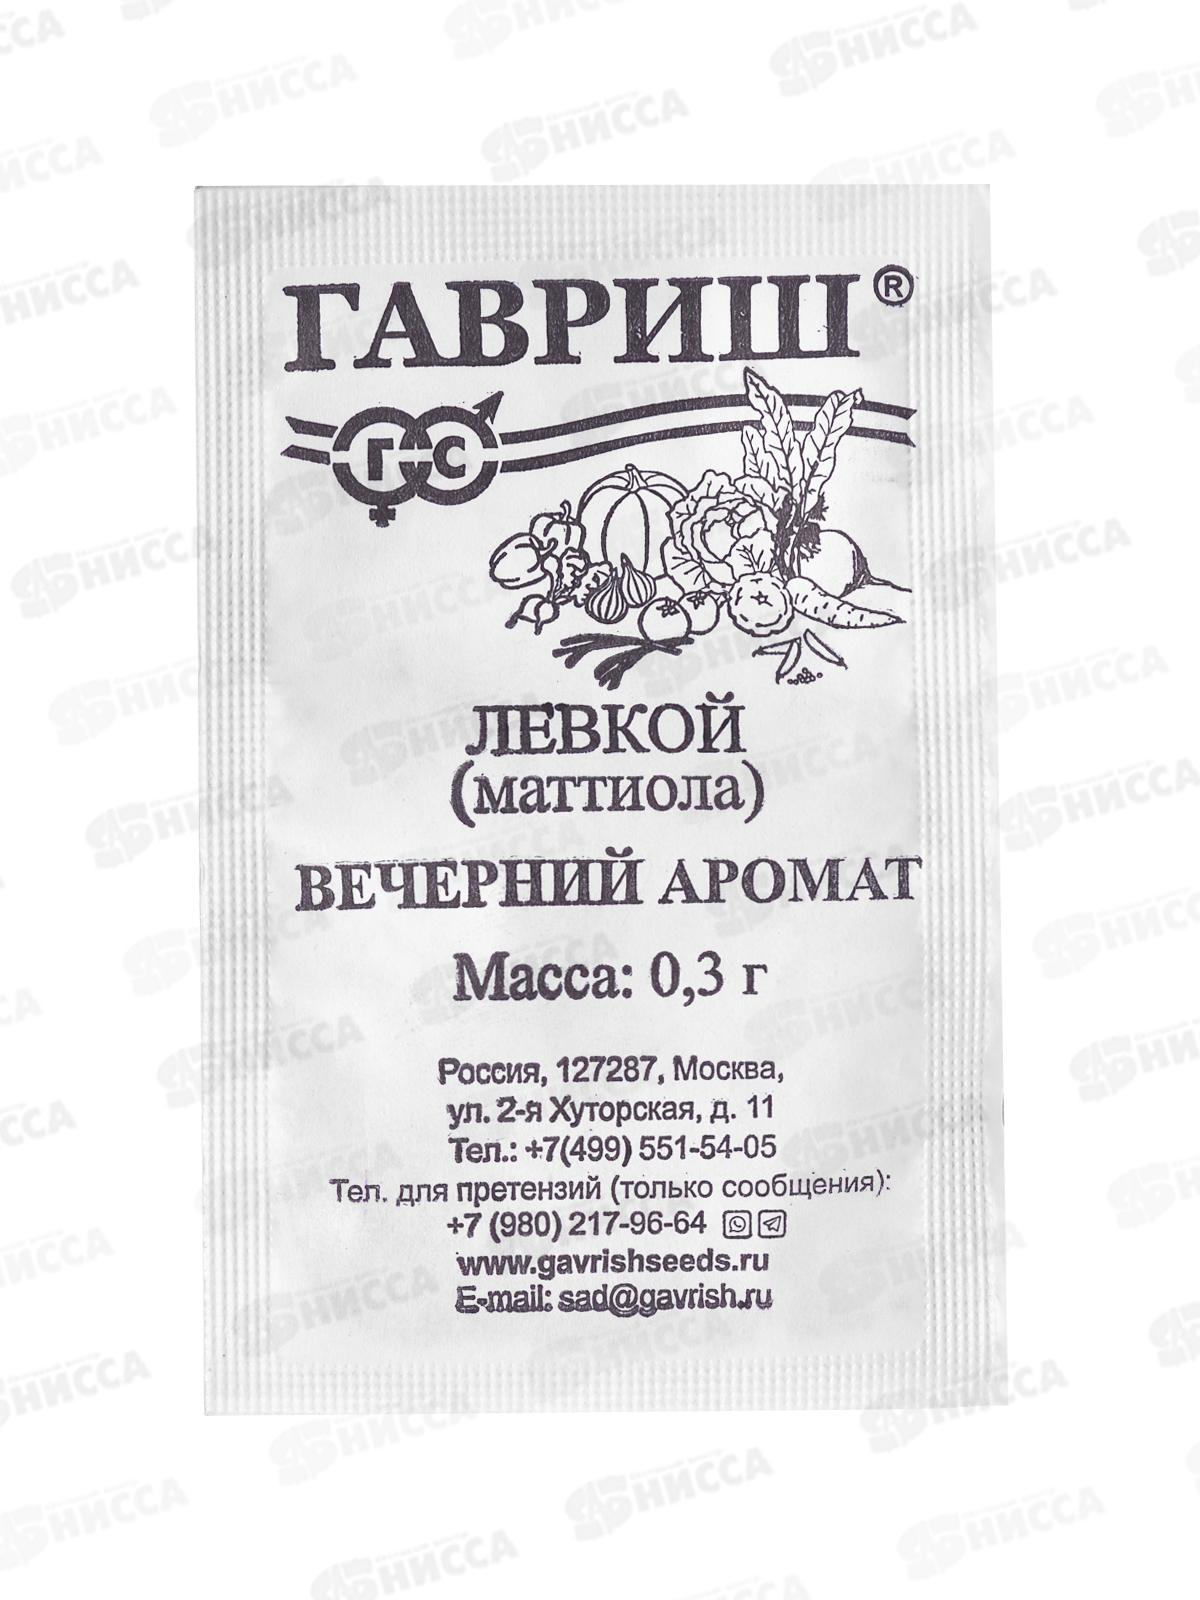 ГАВРИШ®
Г С
ЛЕВКОЙ
(маттиола)
ВЕЧЕРНИЙ АРОМАТ
Масса: 0,3 г
Россия, 127287, Москва,
ул. 2-я Хуторская, д. 11
Тел.: +7(499) 551-54-05
Тел. для претензий (только сообщения):
+7 (980) 217-96-64
www.gavrishseeds.ru
E-mail: sad@gavrish.ru